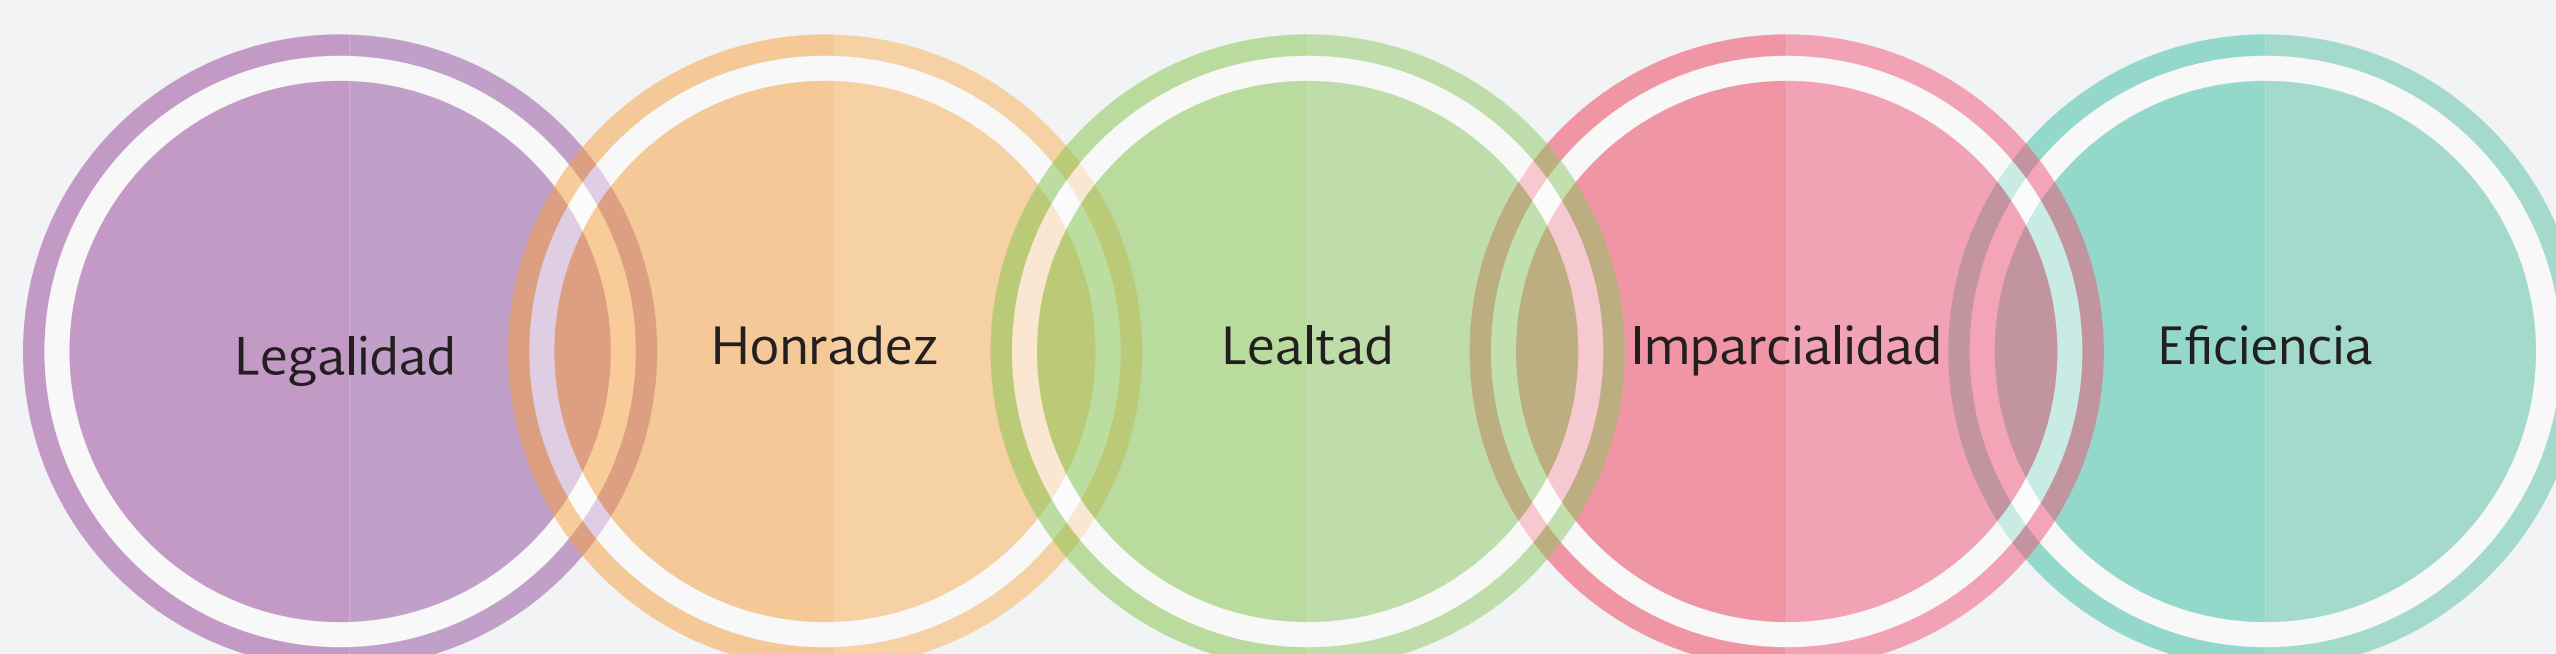 Legalidad
Honradez
Lealtad
Imparcialidad
Eficiencia